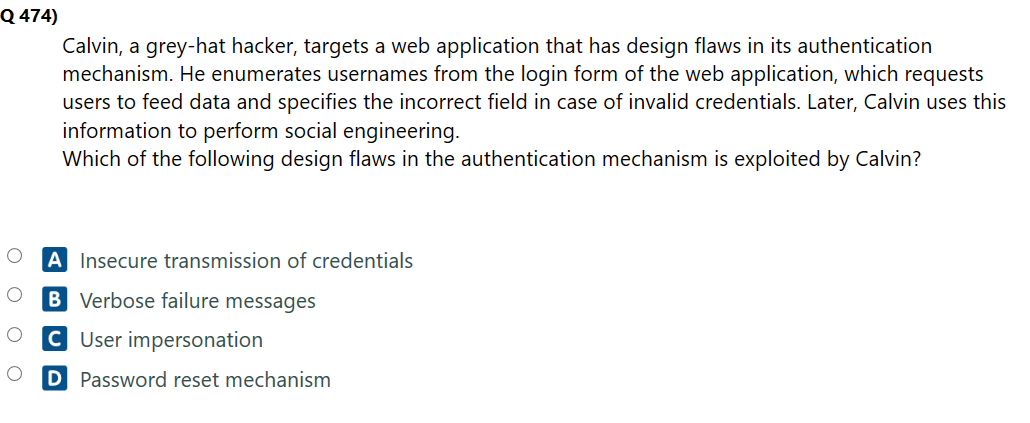 Q 474)
Calvin, a grey-hat hacker, targets a web application that has design flaws in its authentication
mechanism. He enumerates usernames from the login form of the web application, which requests
users to feed data and specifies the incorrect field in case of invalid credentials. Later, Calvin uses this
information to perform social engineering.
Which of the following design flaws in the authentication mechanism is exploited by Calvin?
A Insecure transmission of credentials
B Verbose failure messages
C User impersonation
D Password reset mechanism